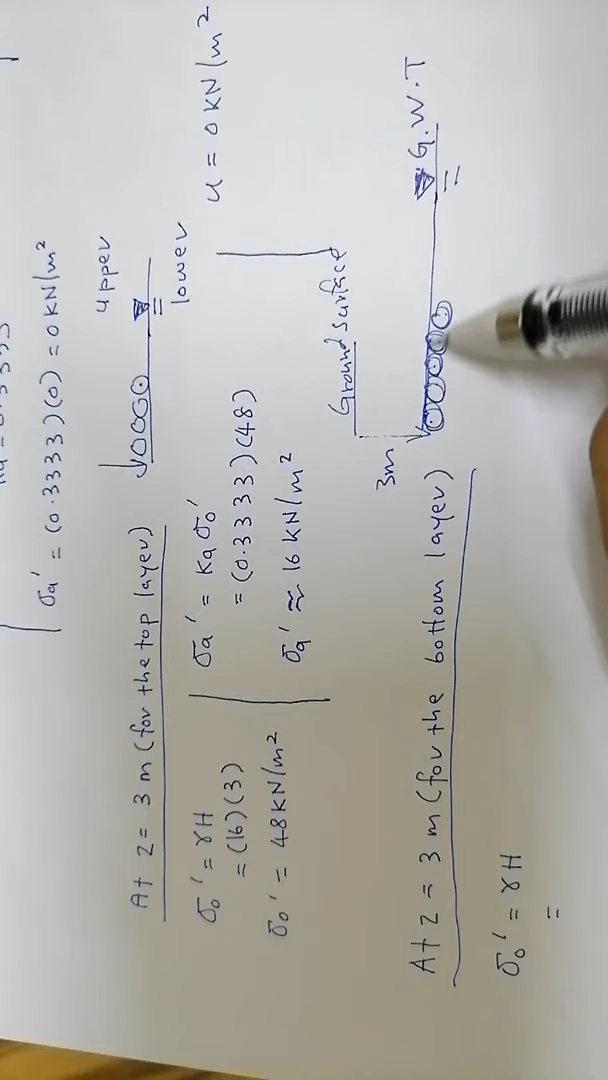 σa' = (0.3333)(0) = 0 KN/m²
At z = 3 m (for the top layer)
upper
lower
σo' = γH
= (16)(3)
σo' = 48 KN/m²
σa' = Ka σo'
= (0.3333)(48)
σa' ≈ 16 KN/m²
u = 0 KN/m²
Ground surface
3m
G.W.T
At z = 3 m (for the bottom layer)
σo' = γH
=